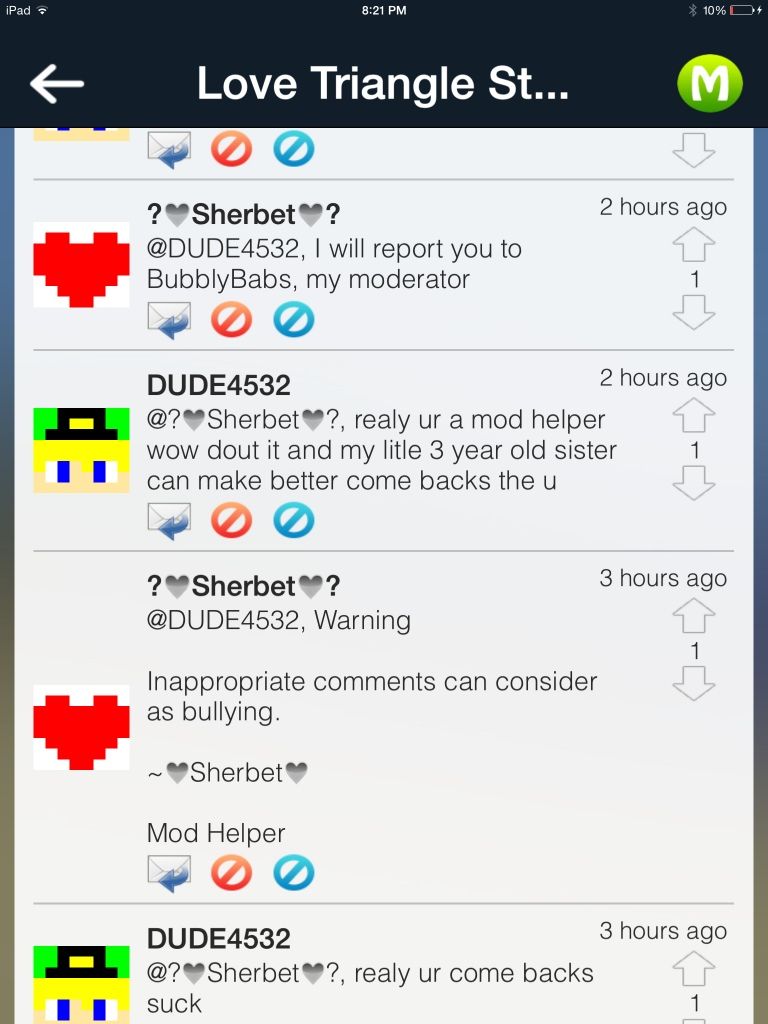 iPad 8:21 PM 10%
Love Triangle St... M
?🩶Sherbet🩶? 2 hours ago
@DUDE4532, I will report you to
BubblyBabs, my moderator
1
DUDE4532 2 hours ago
@?🩶Sherbet🩶?, realy ur a mod helper
wow dout it and my litle 3 year old sister
can make better come backs the u
1
?🩶Sherbet🩶? 3 hours ago
@DUDE4532, Warning
1
Inappropriate comments can consider
as bullying.
~🩶Sherbet🩶
Mod Helper
DUDE4532 3 hours ago
@?🩶Sherbet🩶?, realy ur come backs
suck
1